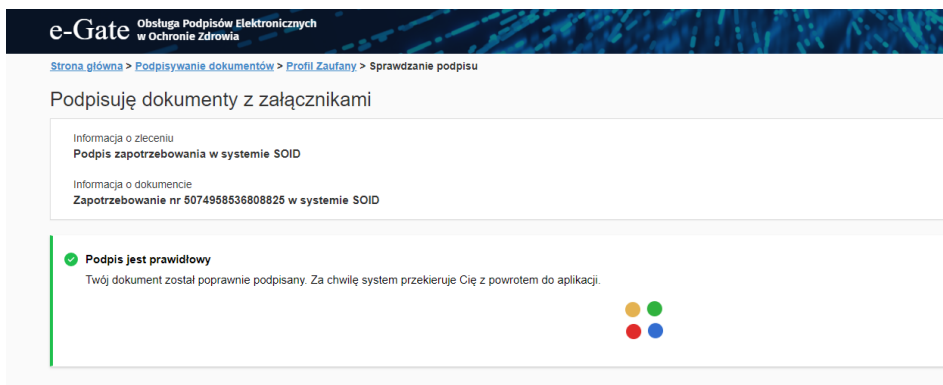 e-Gate Obsługa Podpisów Elektronicznych
w Ochronie Zdrowia
Strona główna > Podpisywanie dokumentów > Profil Zaufany > Sprawdzanie podpisu
Podpisuję dokumenty z załącznikami
Informacja o zleceniu
Podpis zapotrzebowania w systemie SOID
Informacja o dokumencie
Zapotrzebowanie nr 5074958536808825 w systemie SOID
Podpis jest prawidłowy
Twój dokument został poprawnie podpisany. Za chwilę system przekieruje Cię z powrotem do aplikacji.